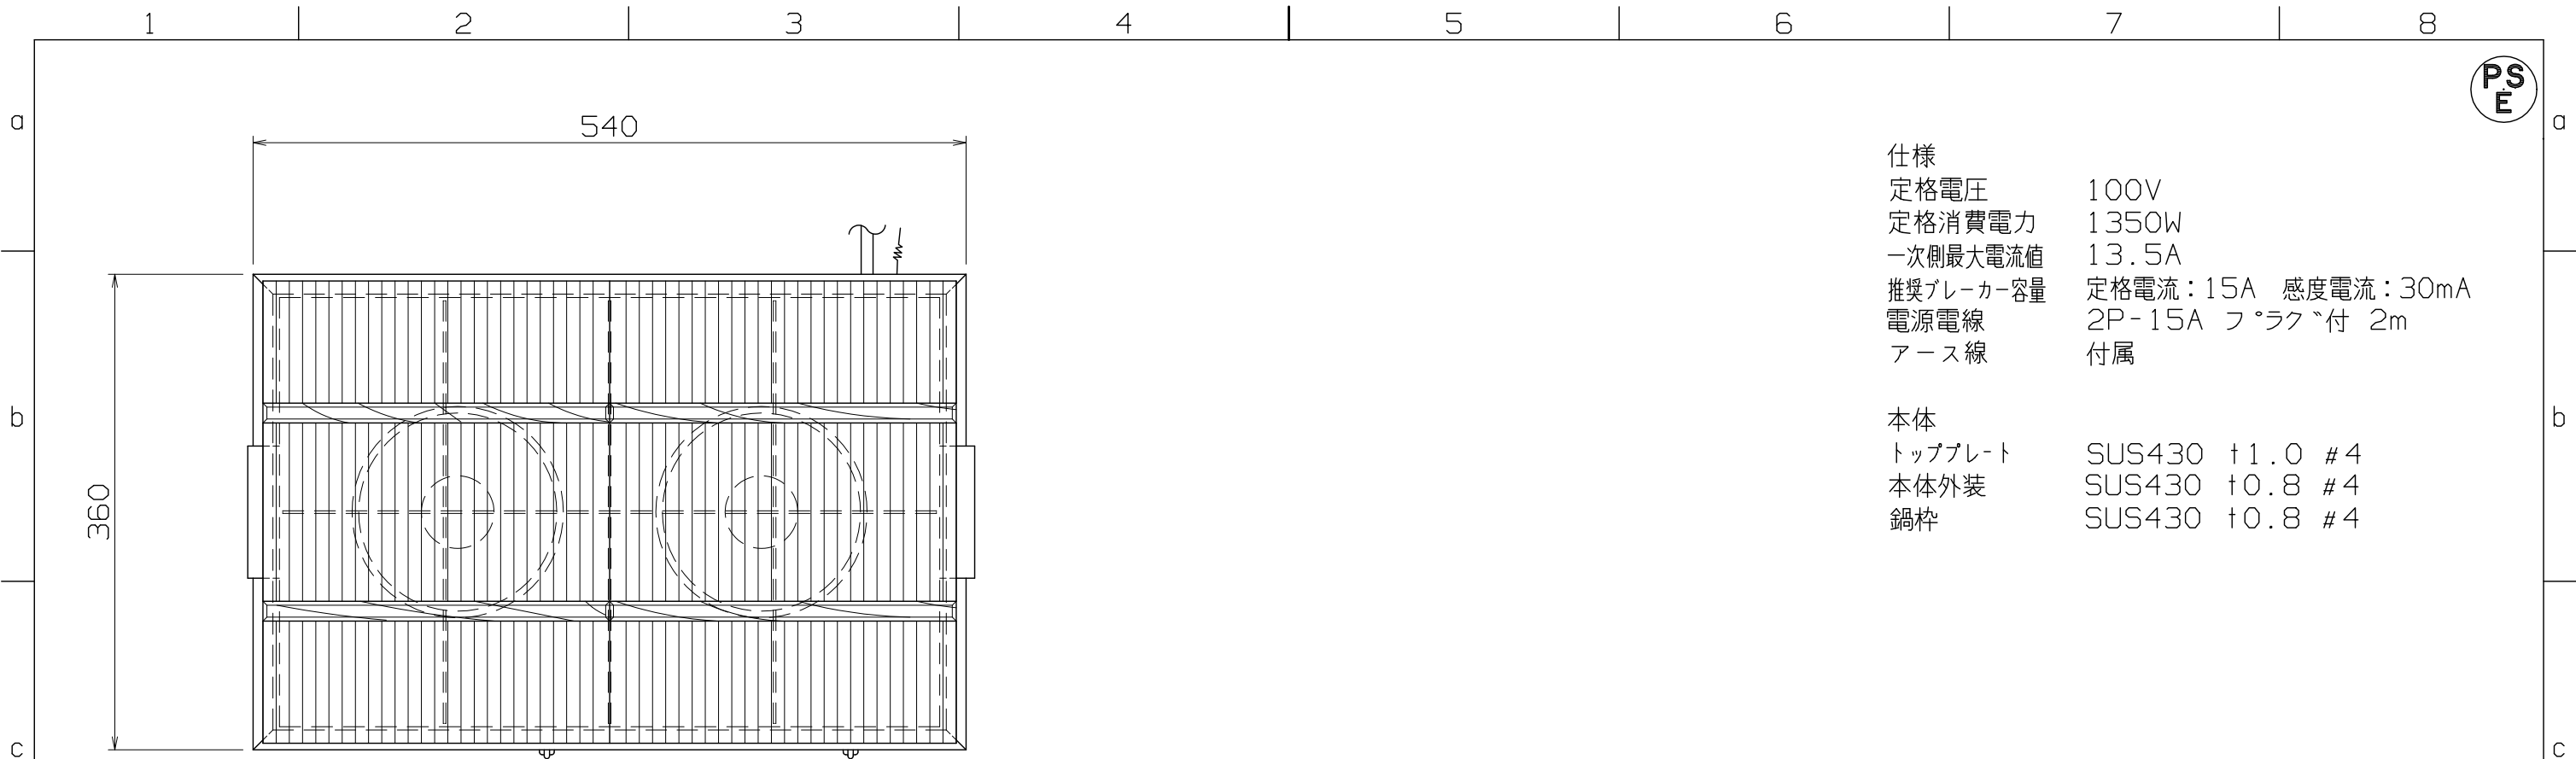 1 2 3 4 5 6 7 8
PS
E
a a
540
仕様
定格電圧 100V
定格消費電力 1350W
一次側最大電流値 13.5A
推奨ブレーカー容量 定格電流:15A 感度電流:30mA
電源電線 2P-15A プラグ付 2m
アース線 付属
本体
b b
トッププレート SUS430 t1.0 #4
本体外装 SUS430 t0.8 #4
鍋枠 SUS430 t0.8 #4
360
c c